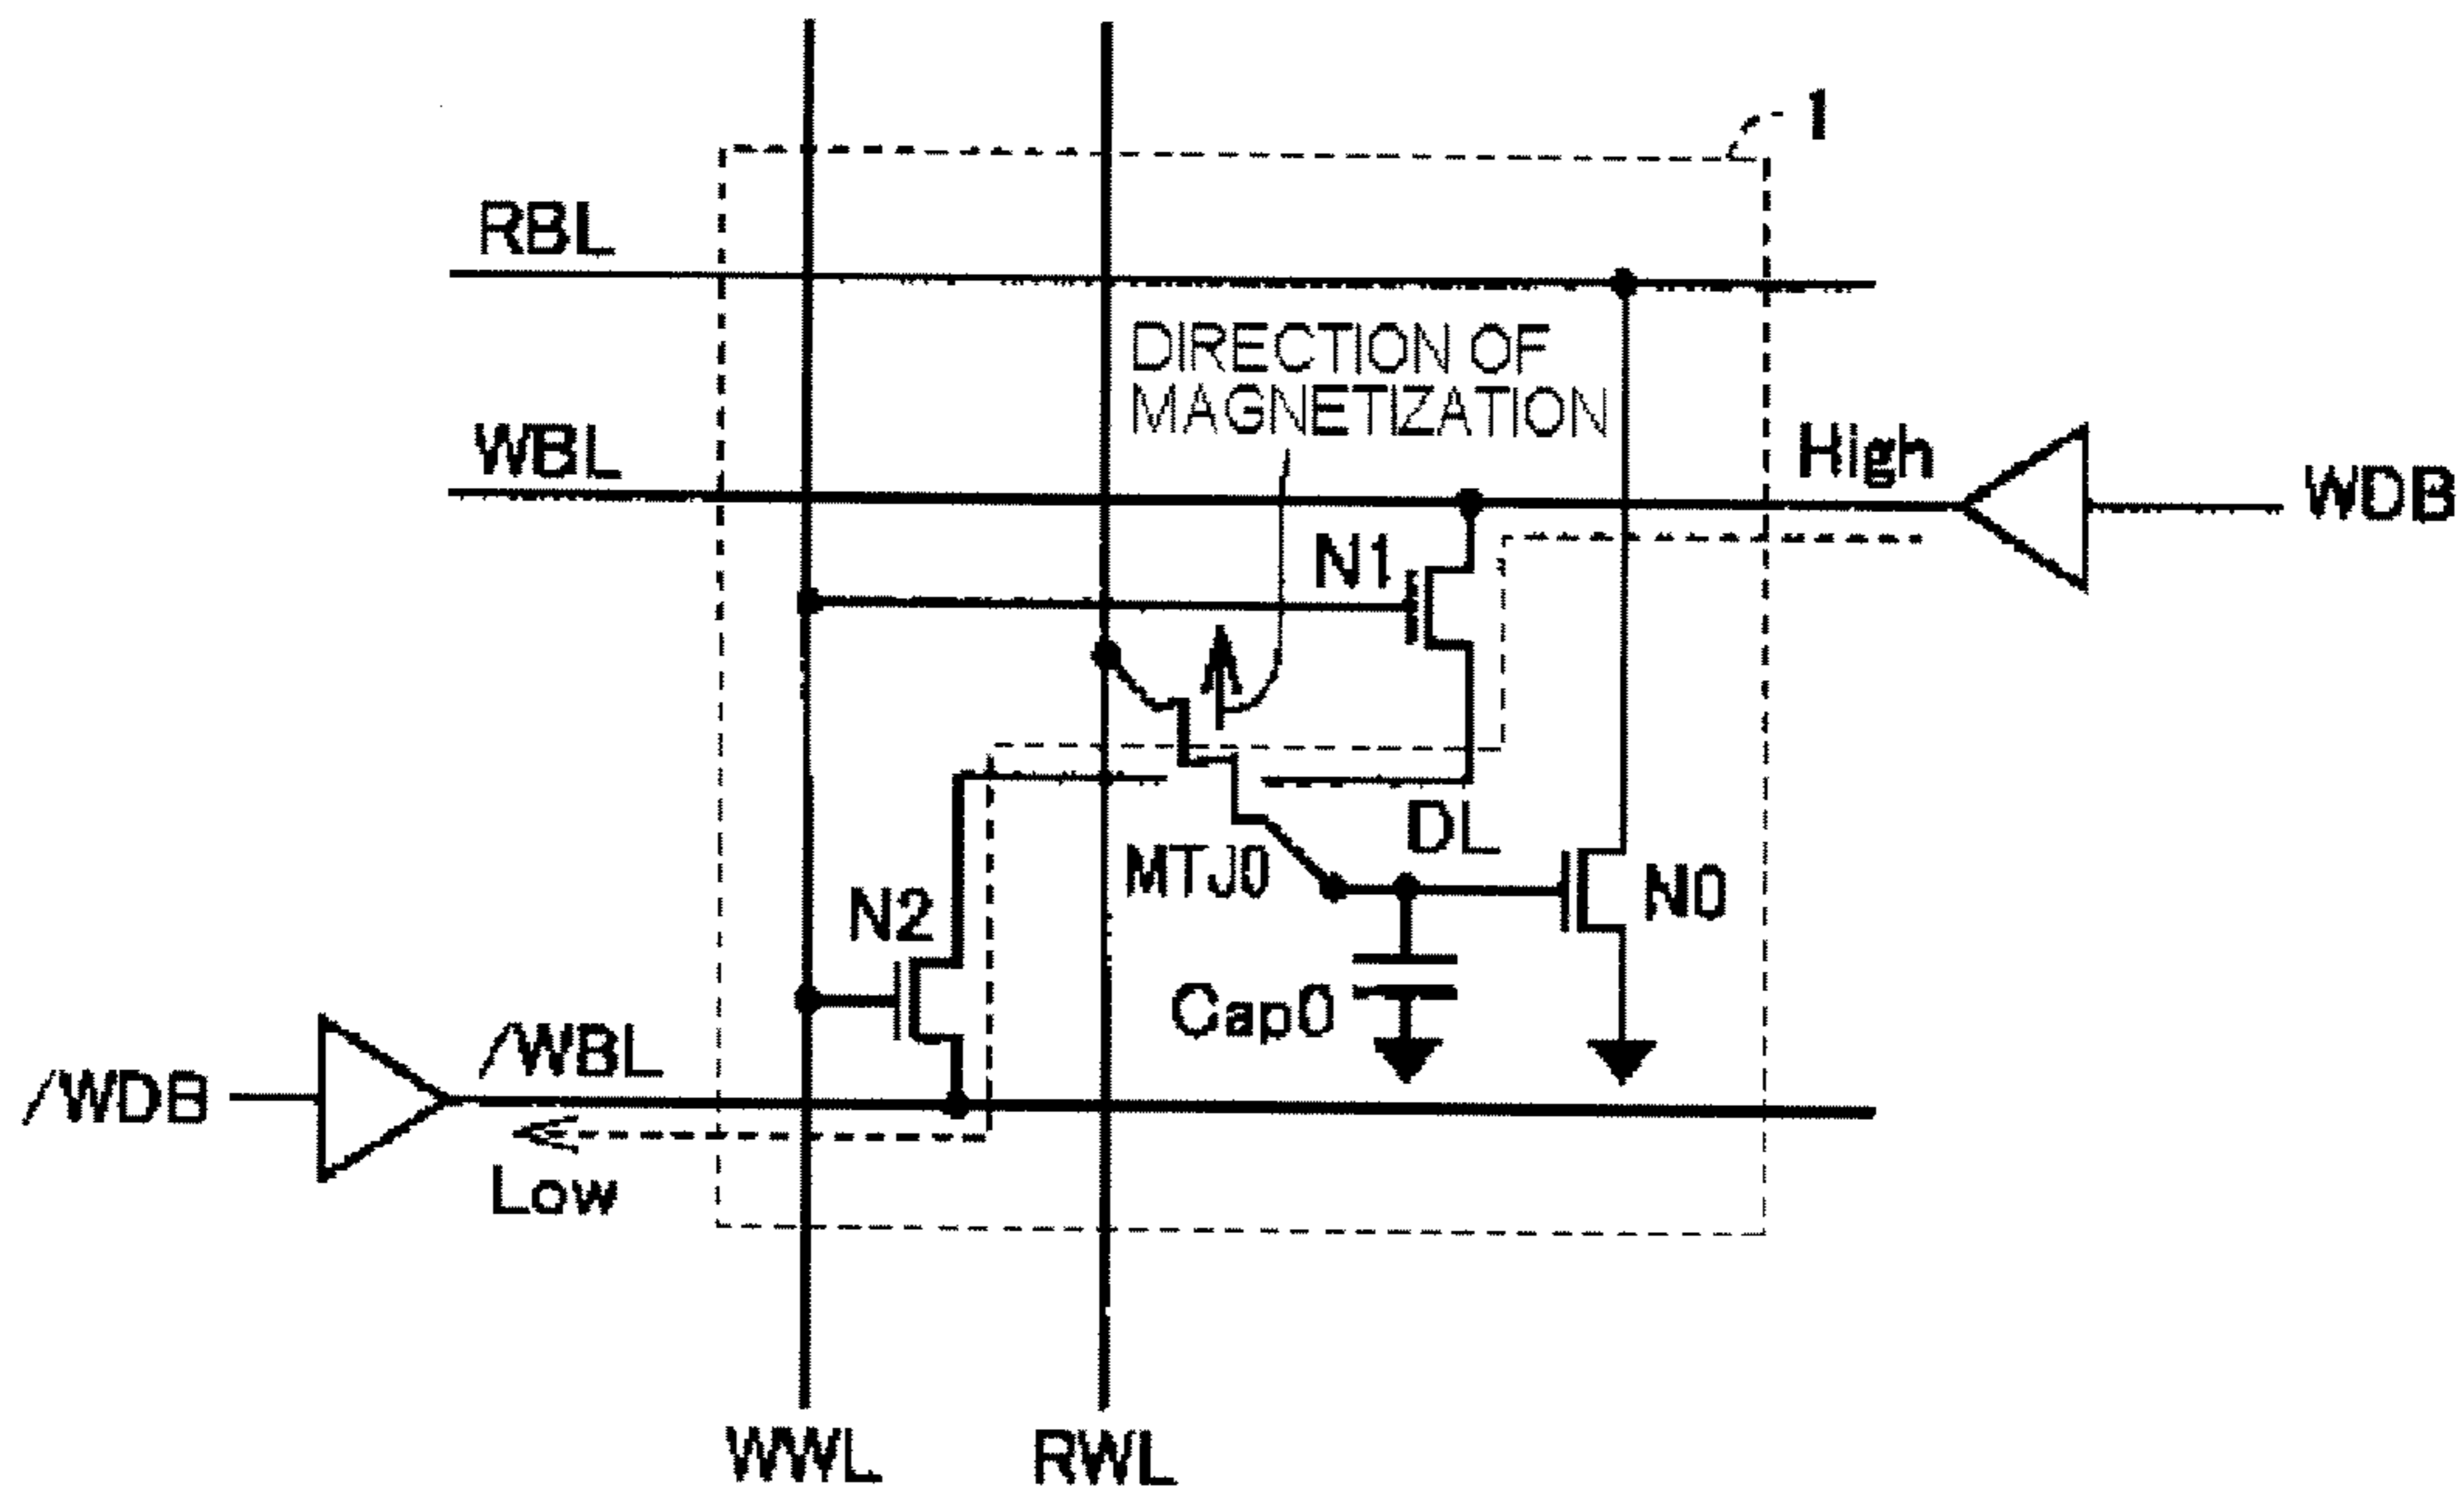 1
RBL
DIRECTION OF
MAGNETIZATION
WBL
High
WDB
N1
DL
MTJ0
N2
N0
Cap0
/WBL
/WDB
Low
WWL
RWL